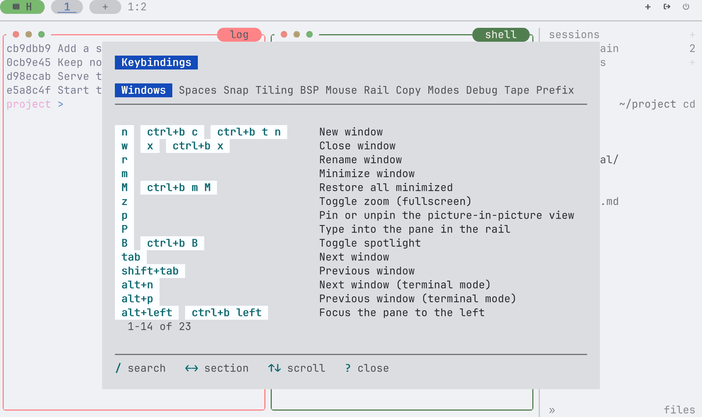 H 1 + 1:2
log shell sessions +
cb9dbb9 Add a s ain 2
0cb9e45 Keep no s +
d98ecab Serve t
e5a8c4f Start t
project > ~/project cd
al/
.md
Keybindings
Windows Spaces Snap Tiling BSP Mouse Rail Copy Modes Debug Tape Prefix
n ctrl+b c ctrl+b t n New window
w x ctrl+b x Close window
r Rename window
m Minimize window
M ctrl+b m M Restore all minimized
z Toggle zoom (fullscreen)
p Pin or unpin the picture-in-picture view
P Type into the pane in the rail
B ctrl+b B Toggle spotlight
tab Next window
shift+tab Previous window
alt+n Next window (terminal mode)
alt+p Previous window (terminal mode)
alt+left ctrl+b left Focus the pane to the left
1-14 of 23
/ search ↔ section ↑↓ scroll ? close
» files